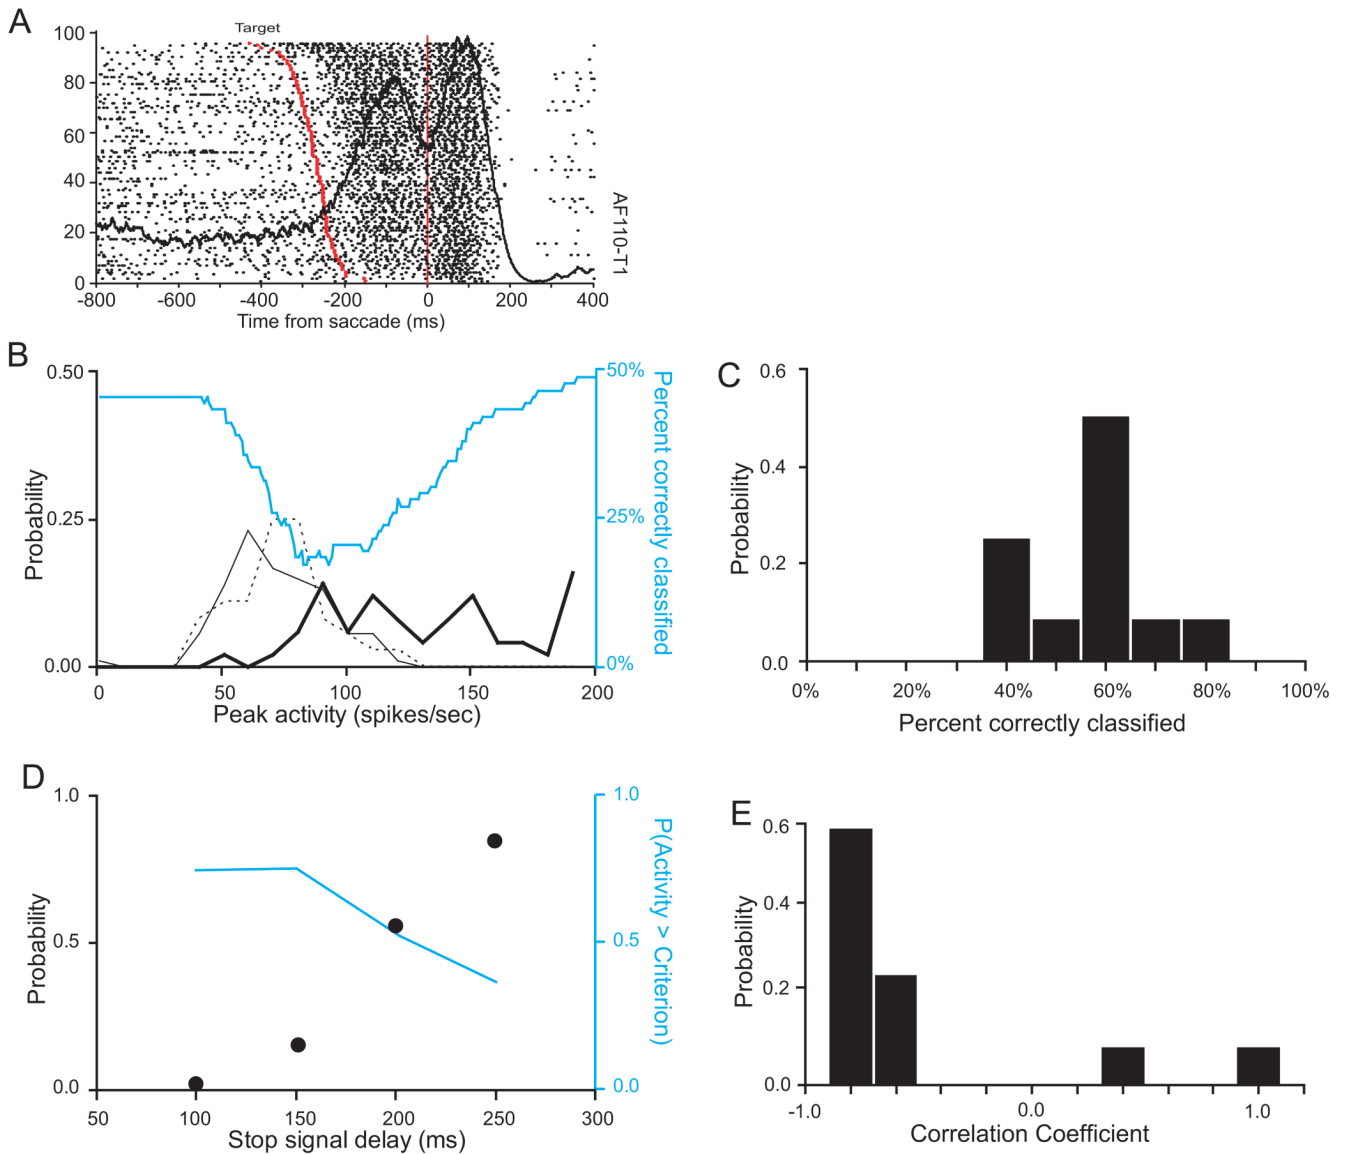 A
Target
100
80
60
40
20
0
-800 -600 -400 -200 0 200 400
Time from saccade (ms)
AF110-T1
B
0.50
0.25
0.00
Probability
50%
25%
0%
Percent correctly classified
0 50 100 150 200
Peak activity (spikes/sec)
C
0.6
0.4
0.2
0.0
Probability
0% 20% 40% 60% 80% 100%
Percent correctly classified
D
1.0
0.5
0.0
Probability
1.0
0.5
0.0
P(Activity > Criterion)
50 100 150 200 250 300
Stop signal delay (ms)
E
0.6
0.4
0.2
0.0
Probability
-1.0 0.0 1.0
Correlation Coefficient